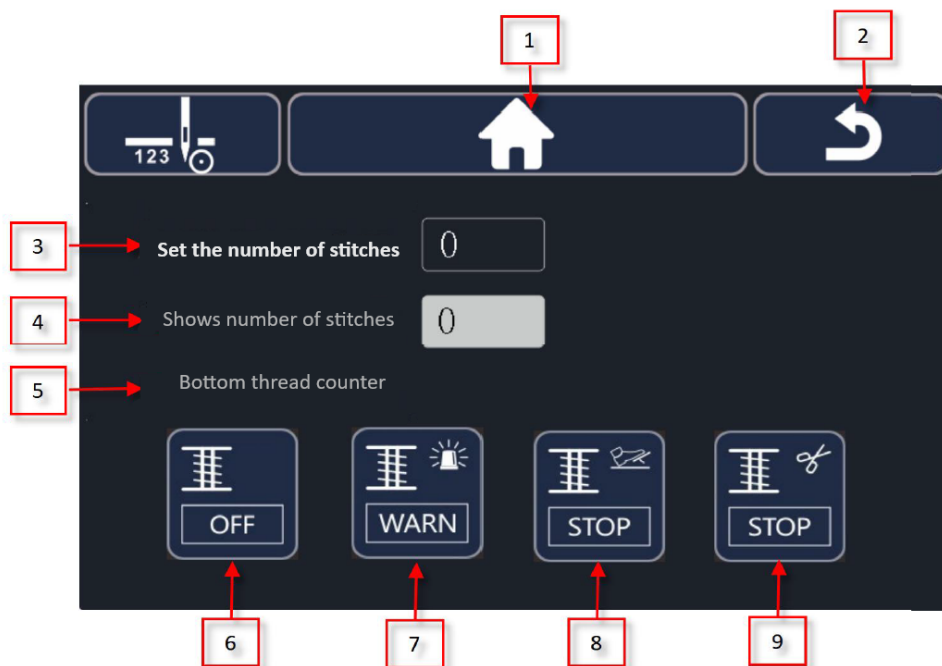 1
2
123
3
Set the number of stitches 0
4
Shows number of stitches 0
5
Bottom thread counter
OFF WARN STOP STOP
6 7 8 9